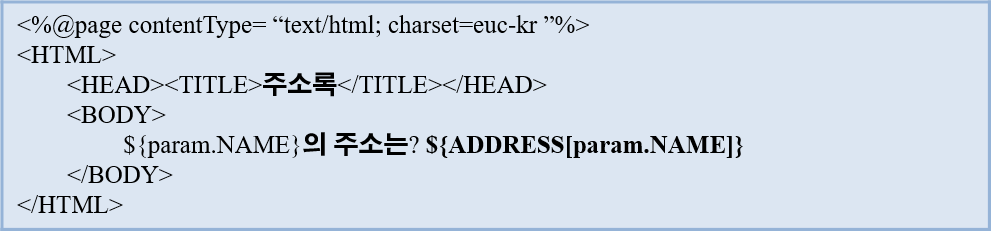 <%@page contentType= “text/html; charset=euc-kr ”%>
<HTML>
<HEAD><TITLE>주소록</TITLE></HEAD>
<BODY>
${param.NAME}의 주소는? ${ADDRESS[param.NAME]}
</BODY>
</HTML>